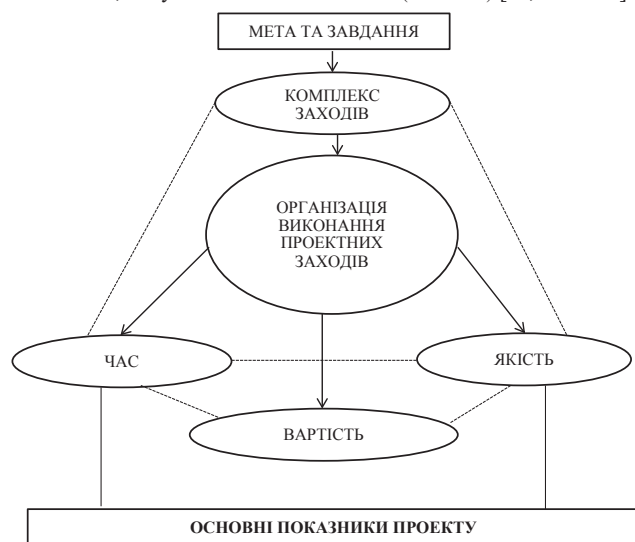 МЕТА ТА ЗАВДАННЯ
КОМПЛЕКС
ЗАХОДІВ
ОРГАНІЗАЦІЯ
ВИКОНАННЯ
ПРОЕКТНИХ
ЗАХОДІВ
ЧАС
ЯКІСТЬ
ВАРТІСТЬ
ОСНОВНІ ПОКАЗНИКИ ПРОЕКТУ